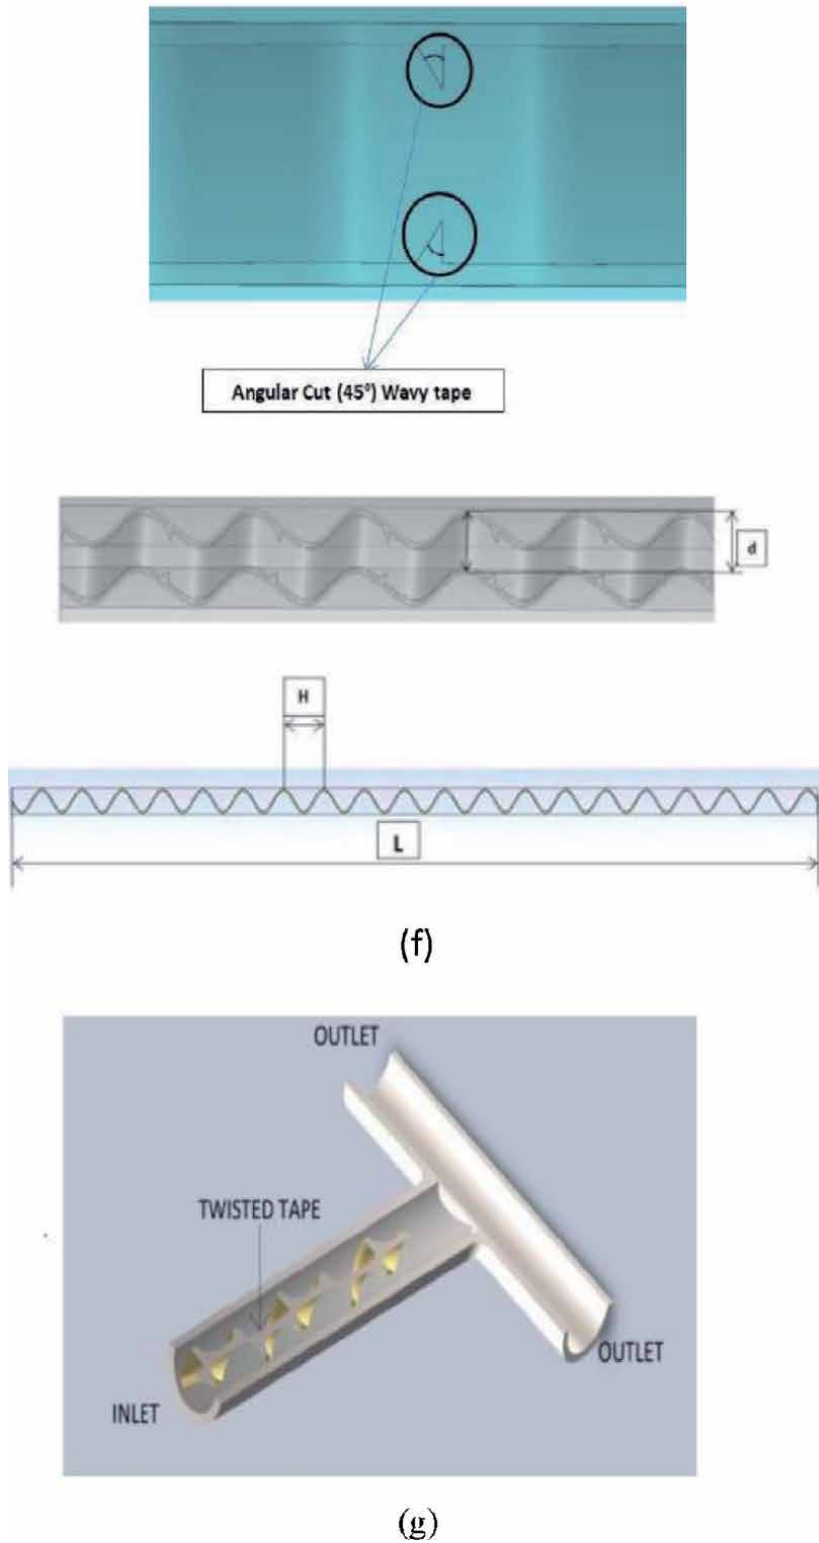 Angular Cut (45°) Wavy tape
d
H
L
(f)
OUTLET
TWISTED TAPE
OUTLET
INLET
(g)